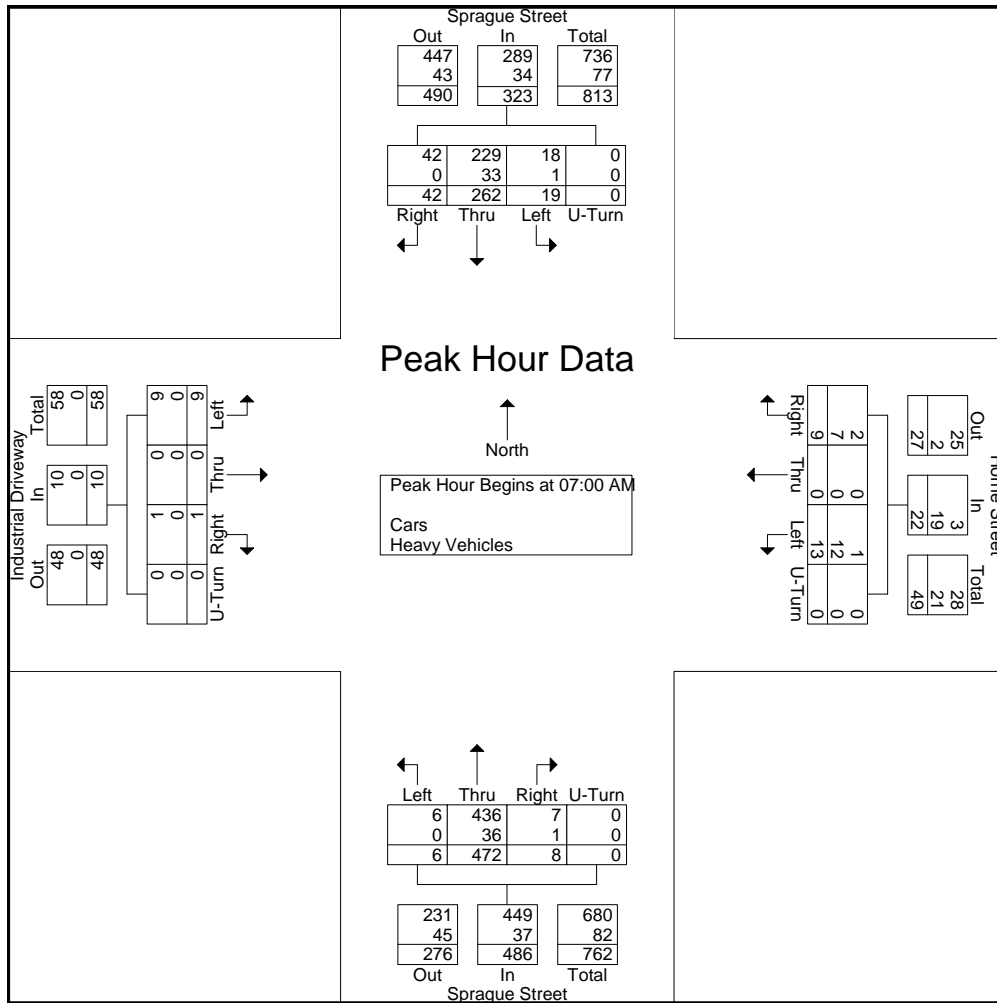 Sprague Street
Out In Total
447 289 736
43 34 77
490 323 813
42 229 18 0
0 33 1 0
42 262 19 0
Right Thru Left U-Turn
Peak Hour Data
North
Peak Hour Begins at 07:00 AM
Cars
Heavy Vehicles
Industrial Driveway
Total In Out
58 10 48
0 0 0
58 10 48
9 0 1 0
0 0 0 0
9 0 1 0
Left Thru Right U-Turn
Right Thru Left U-Turn
2 0 1 0
7 0 12 0
9 0 13 0
Home Street
Out In Total
25 3 28
2 19 21
27 22 49
Left Thru Right U-Turn
6 436 7 0
0 36 1 0
6 472 8 0
231 449 680
45 37 82
276 486 762
Out In Total
Sprague Street